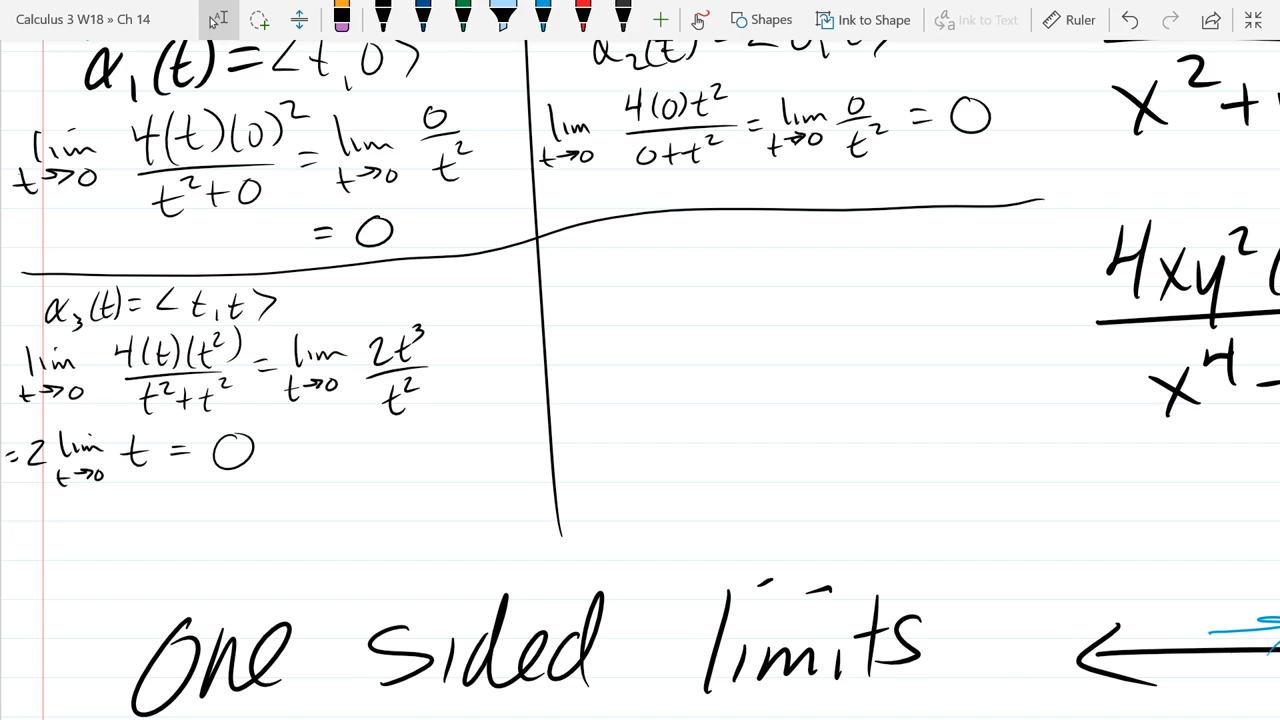 Calculus 3 W18 » Ch 14
Shapes Ink to Shape Ink to Text Ruler
α₁(t) = <t, 0>
lim t→0 4(t)(0)²/(t²+0) = lim t→0 0/t²
= 0
lim t→0 4(0)t²/(0+t²) = lim t→0 0/t² = 0
α₃(t) = <t, t>
lim t→0 4(t)(t²)/(t²+t²) = lim t→0 2t³/t²
= 2 lim t→0 t = 0
x² +
4xy² (
x⁴ -
one sided limits